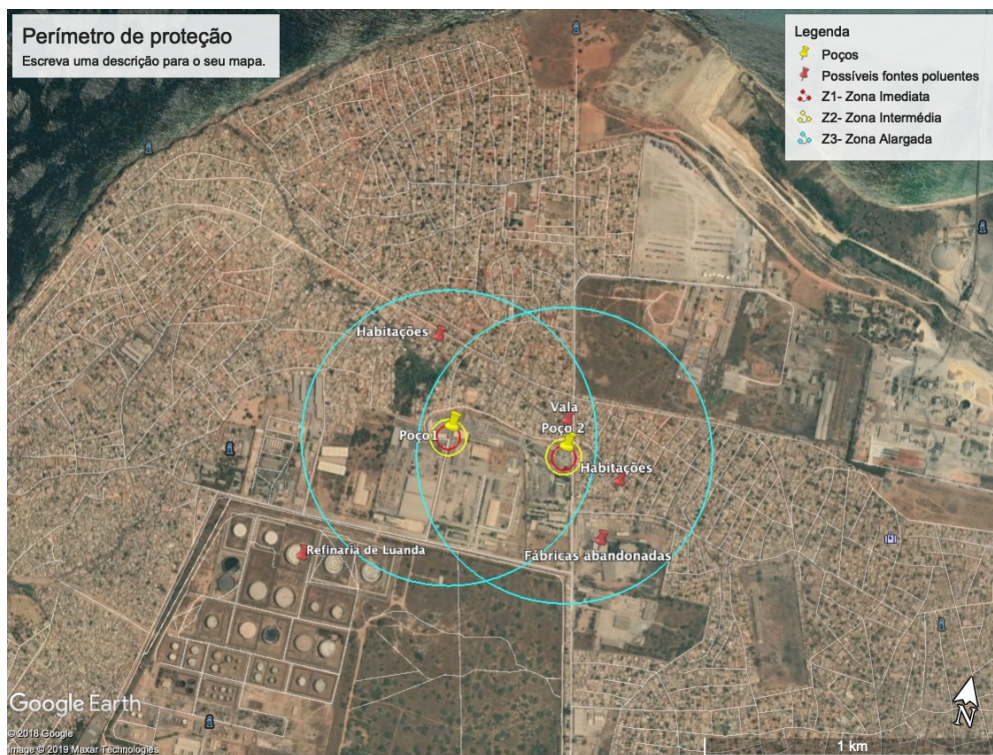 Perímetro de proteção
Escreva uma descrição para o seu mapa.
Legenda
Poços
Possíveis fontes poluentes
Z1- Zona Imediata
Z2- Zona Intermédia
Z3- Zona Alargada
Habitações
Vala
Poço1
Poço 2
Habitações
Refinaria de Luanda
Fábricas abandonadas
Google Earth
© 2018 Google
Image © 2019 Maxar Technologies
N
1 km